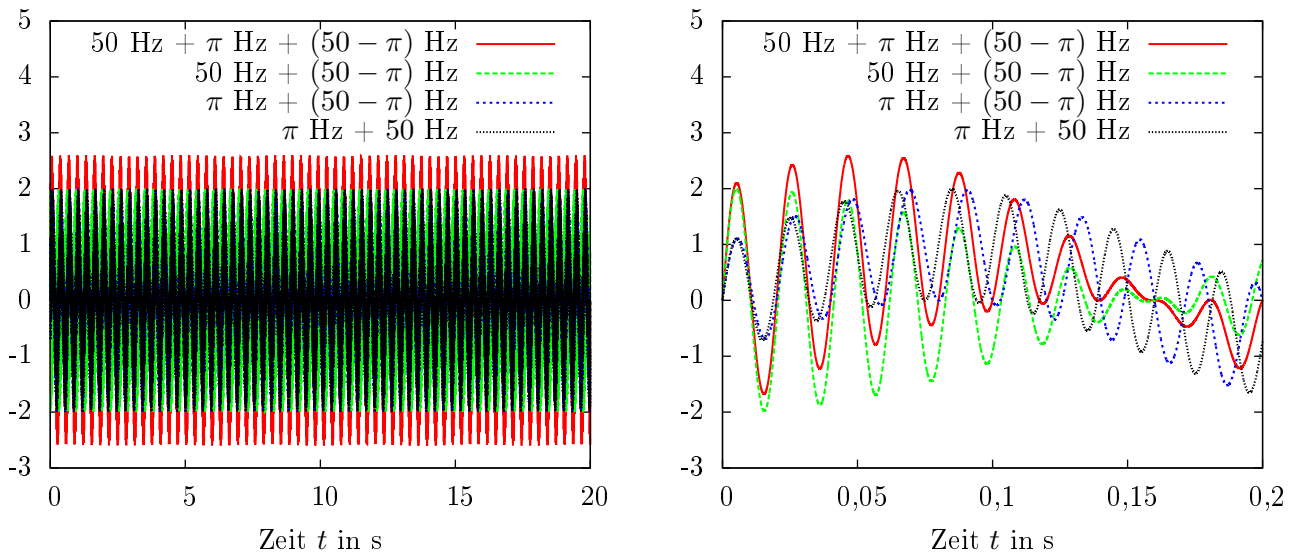 5
4
3
2
1
0
-1
-2
-3
50 Hz + π Hz + (50 − π) Hz
50 Hz + (50 − π) Hz
π Hz + (50 − π) Hz
π Hz + 50 Hz
0 5 10 15 20
Zeit t in s
5
4
3
2
1
0
-1
-2
-3
50 Hz + π Hz + (50 − π) Hz
50 Hz + (50 − π) Hz
π Hz + (50 − π) Hz
π Hz + 50 Hz
0 0,05 0,1 0,15 0,2
Zeit t in s